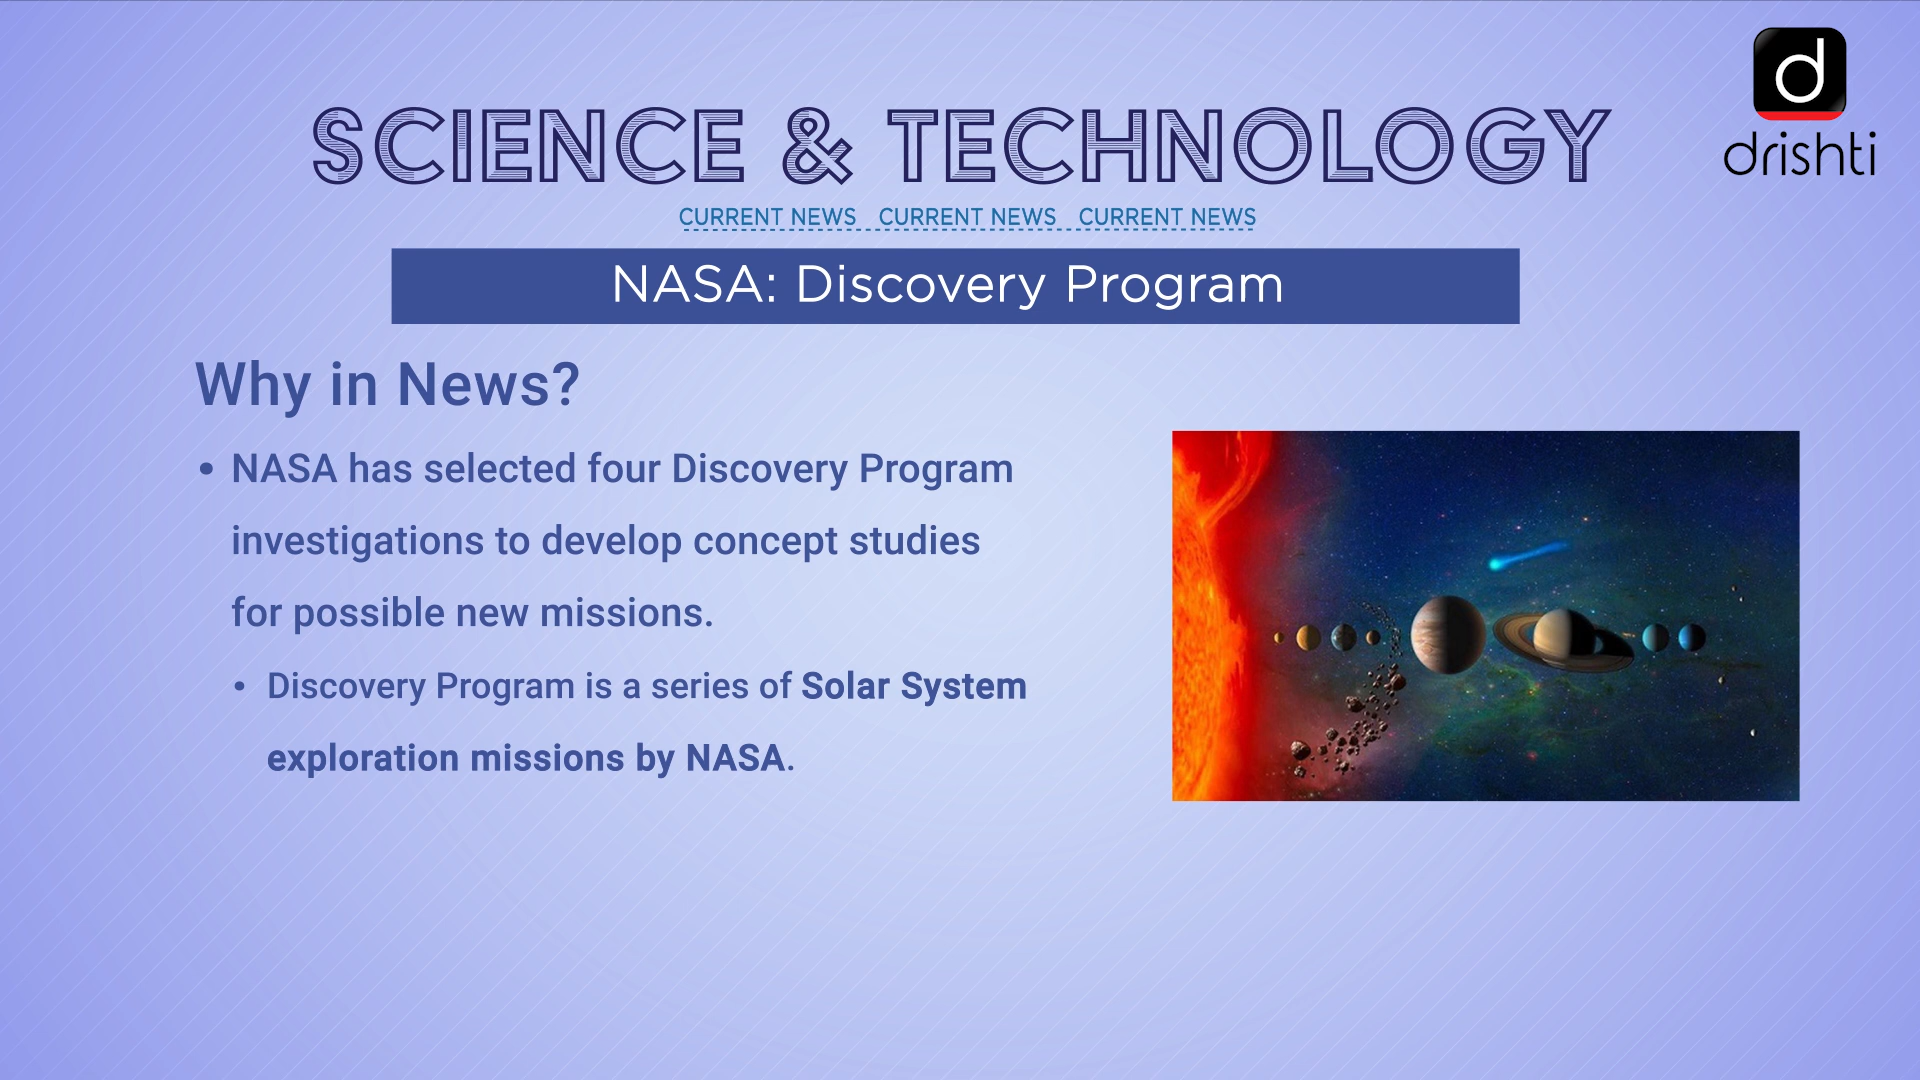 SCIENCE & TECHNOLOGY
drishti
CURRENT NEWS CURRENT NEWS CURRENT NEWS
NASA: Discovery Program
Why in News?
• NASA has selected four Discovery Program
investigations to develop concept studies
for possible new missions.
• Discovery Program is a series of Solar System
exploration missions by NASA.